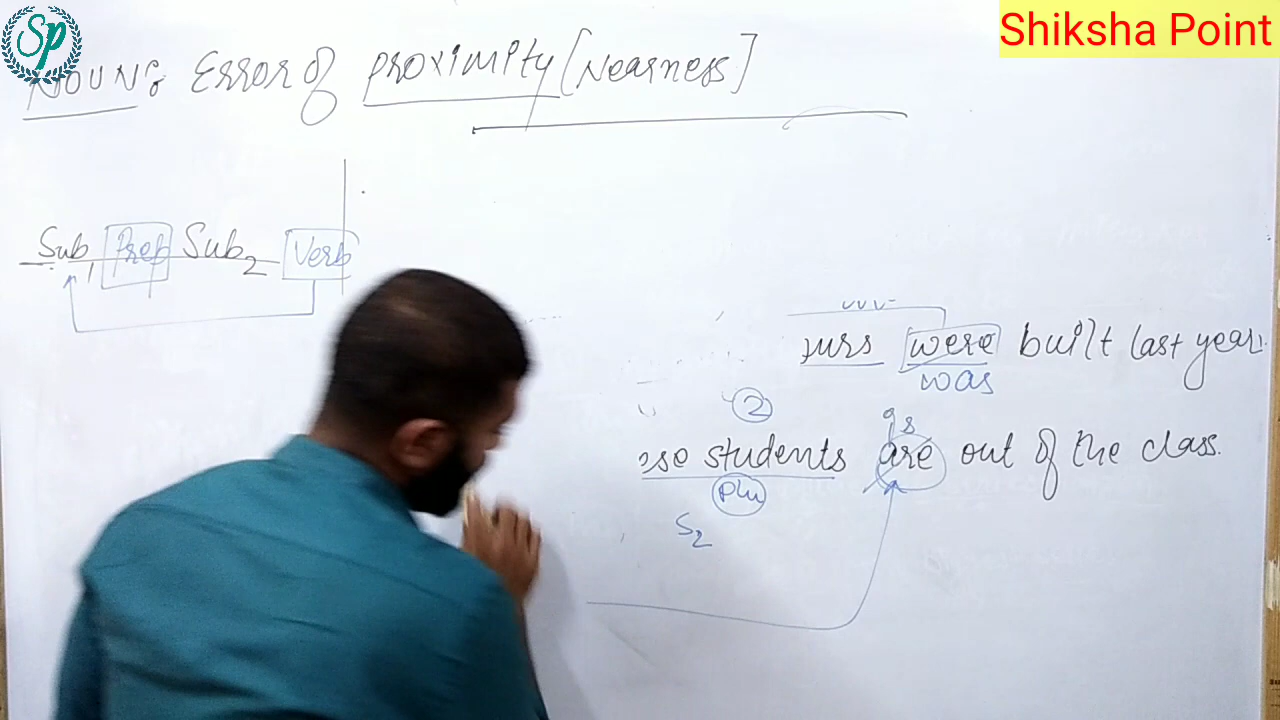 Sp
Shiksha Point
NOUN: Error of proximity [Nearness]
Sub1 Prep Sub2 Verb
were built last year.
was
2
is
students are out of the class.
Plu
S2